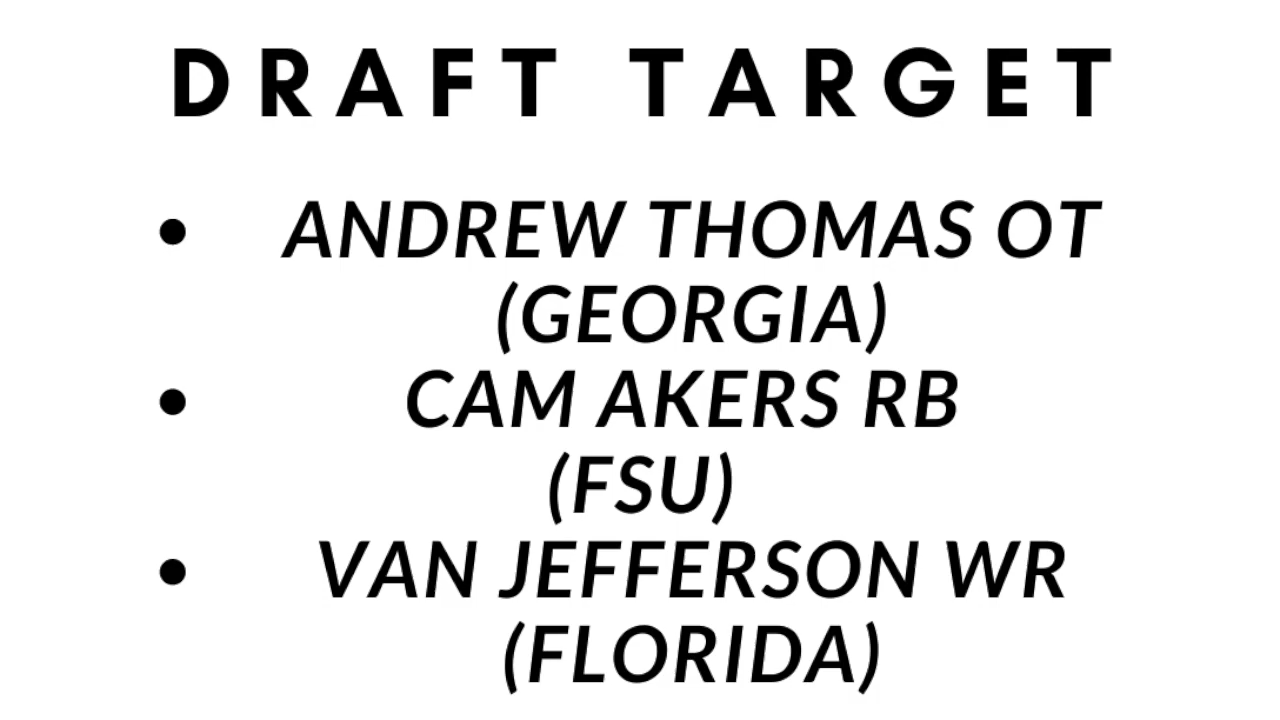 DRAFT TARGET
• ANDREW THOMAS OT
(GEORGIA)
• CAM AKERS RB
(FSU)
• VAN JEFFERSON WR
(FLORIDA)